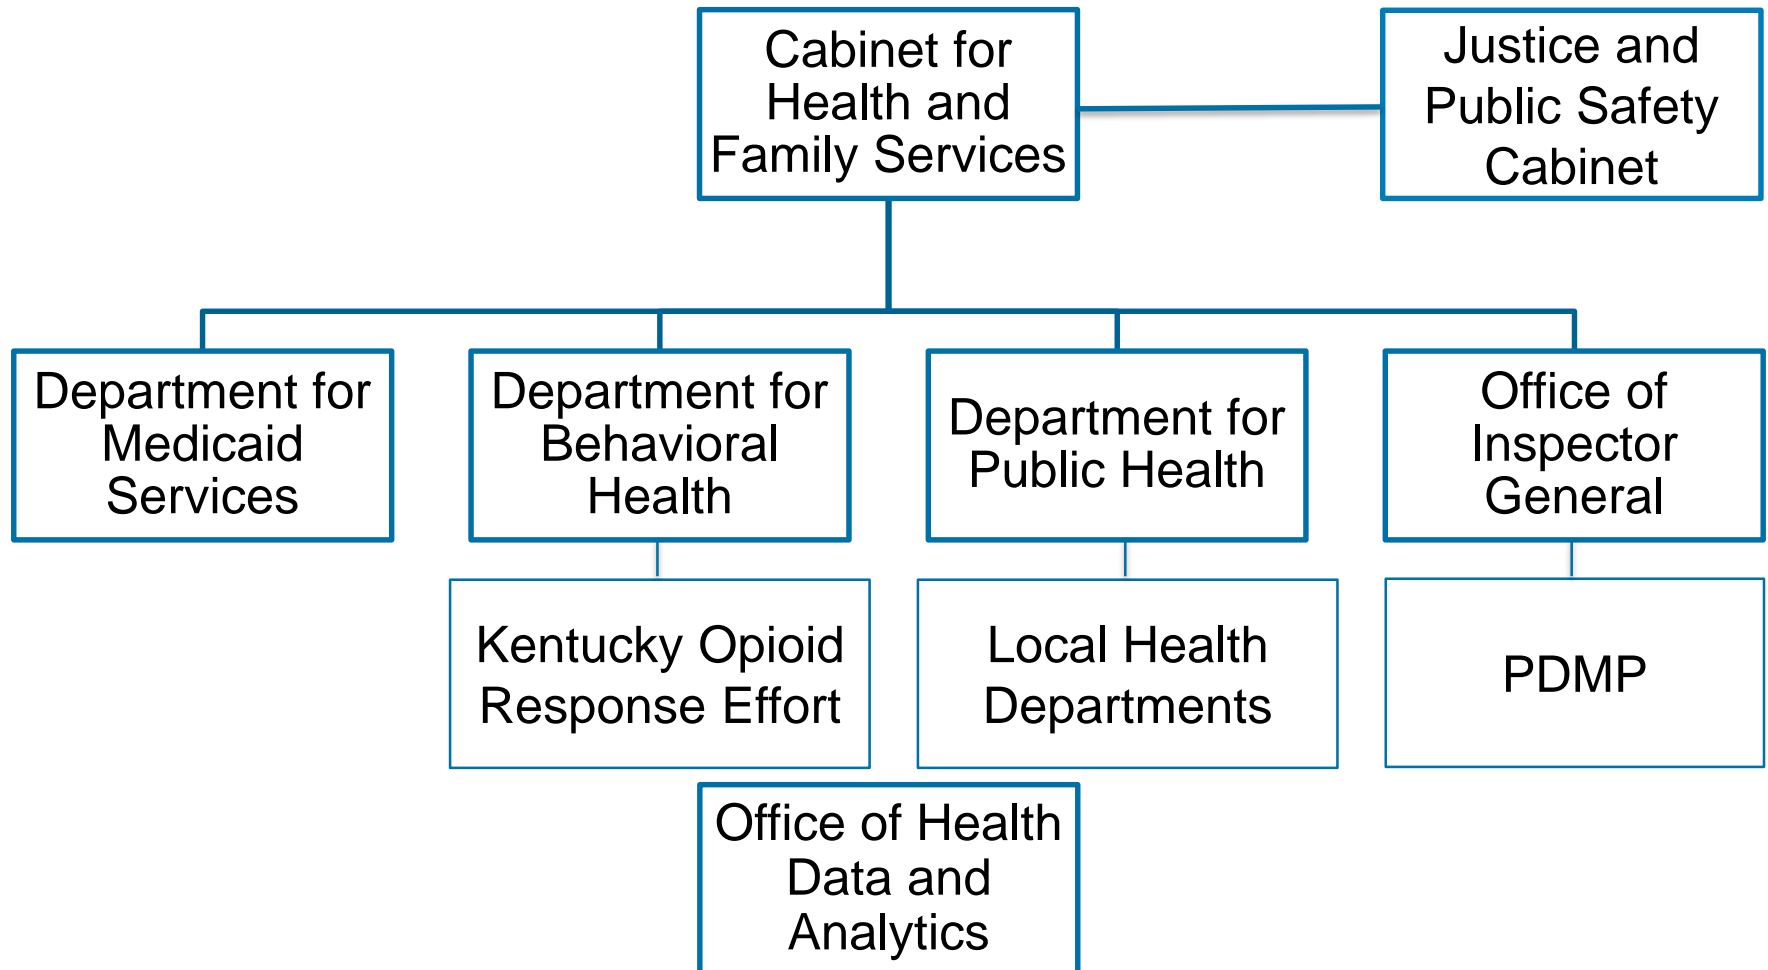 Cabinet for
Health and
Family Services
Justice and
Public Safety
Cabinet
Department for
Medicaid
Services
Department for
Behavioral
Health
Department for
Public Health
Office of
Inspector
General
Kentucky Opioid
Response Effort
Local Health
Departments
PDMP
Office of Health
Data and
Analytics